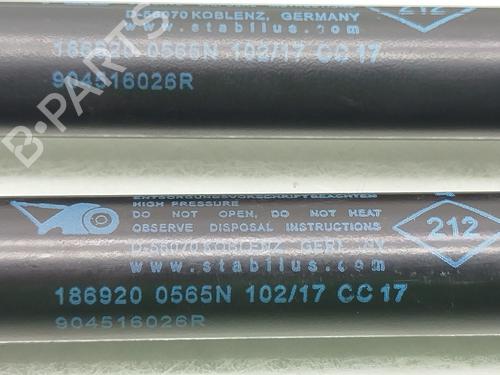 D-56070 KOBLENZ, GERMANY
www.stabilus.com
212
186920 0565N 102/17 CC 17
904516026R
B-PARTS
ENTSORGUNGSVORSCHRIFT BEACHTEN
HIGH PRESSURE
DO NOT OPEN, DO NOT HEAT
OBSERVE DISPOSAL INSTRUCTIONS
D-56070 KOBLENZ
www.stabilus.com
212
186920 0565N 102/17 CC 17
904516026R